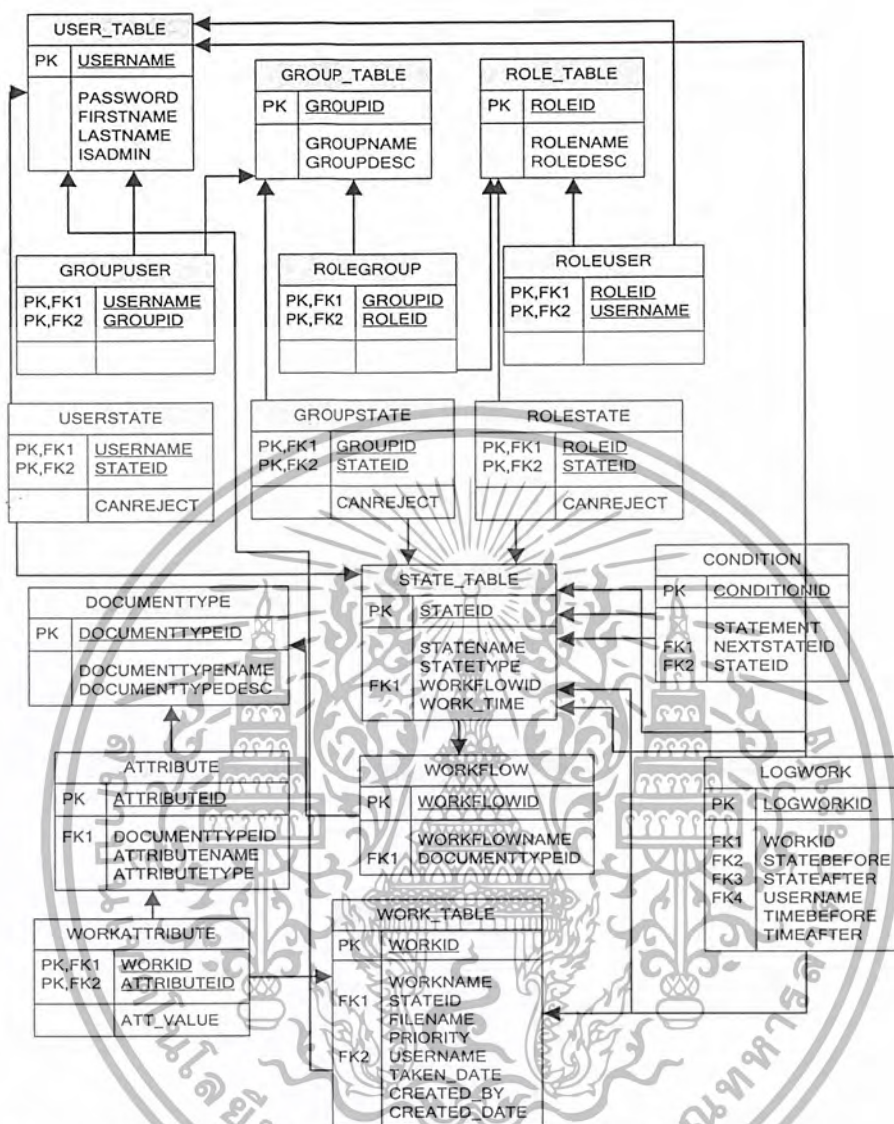 USER_TABLE
PK USERNAME
PASSWORD
FIRSTNAME
LASTNAME
ISADMIN
GROUP_TABLE
PK GROUPID
GROUPNAME
GROUPDESC
ROLE_TABLE
PK ROLEID
ROLENAME
ROLEDESC
GROUPUSER
PK,FK1 USERNAME
PK,FK2 GROUPID
ROLEGROUP
PK,FK1 GROUPID
PK,FK2 ROLEID
ROLEUSER
PK,FK1 ROLEID
PK,FK2 USERNAME
USERSTATE
PK,FK1 USERNAME
PK,FK2 STATEID
CANREJECT
GROUPSTATE
PK,FK1 GROUPID
PK,FK2 STATEID
CANREJECT
ROLESTATE
PK,FK1 ROLEID
PK,FK2 STATEID
CANREJECT
DOCUMENTTYPE
PK DOCUMENTTYPEID
DOCUMENTTYPENAME
DOCUMENTTYPEDESC
STATE_TABLE
PK STATEID
STATENAME
STATETYPE
FK1 WORKFLOWID
WORK_TIME
CONDITION
PK CONDITIONID
STATEMENT
FK1 NEXTSTATEID
FK2 STATEID
ATTRIBUTE
PK ATTRIBUTEID
FK1 DOCUMENTTYPEID
ATTRIBUTENAME
ATTRIBUTETYPE
WORKFLOW
PK WORKFLOWID
WORKFLOWNAME
FK1 DOCUMENTTYPEID
LOGWORK
PK LOGWORKID
FK1 WORKID
FK2 STATEBEFORE
FK3 STATEAFTER
FK4 USERNAME
TIMEBEFORE
TIMEAFTER
WORKATTRIBUTE
PK,FK1 WORKID
PK,FK2 ATTRIBUTEID
ATT_VALUE
WORK_TABLE
PK WORKID
WORKNAME
FK1 STATEID
FILENAME
PRIORITY
FK2 USERNAME
TAKEN_DATE
CREATED_BY
CREATED_DATE